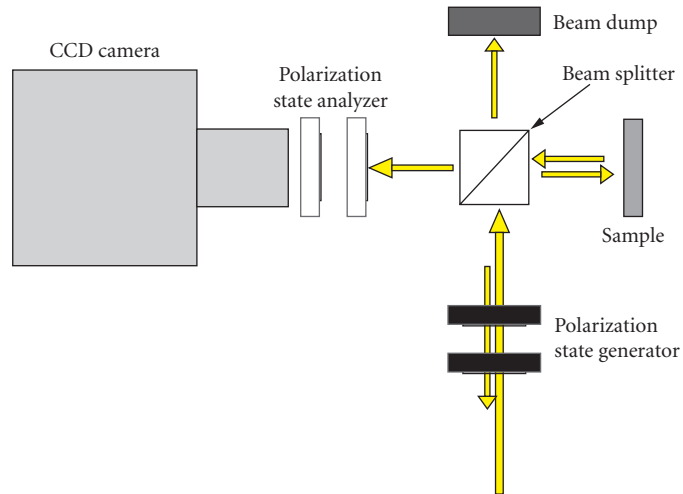 Beam dump
CCD camera
Polarization
state analyzer
Beam splitter
Sample
Polarization
state generator